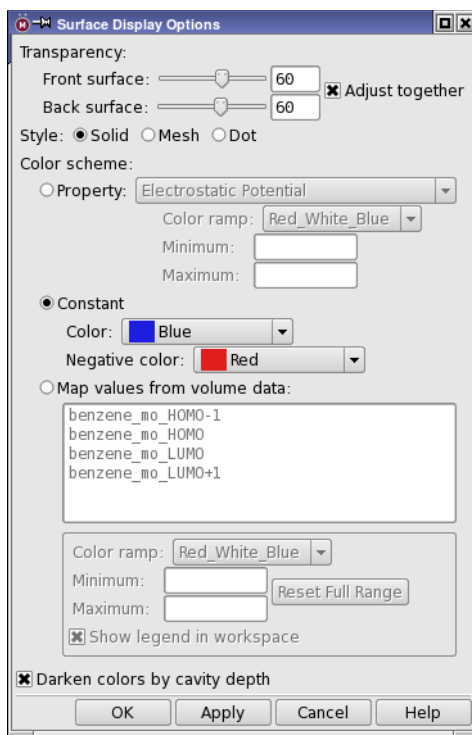 Surface Display Options
Transparency:
Front surface: 60
Adjust together
Back surface: 60
Style: Solid Mesh Dot
Color scheme:
Property: Electrostatic Potential
Color ramp: Red_White_Blue
Minimum:
Maximum:
Constant
Color: Blue
Negative color: Red
Map values from volume data:
benzene_mo_HOMO-1
benzene_mo_HOMO
benzene_mo_LUMO
benzene_mo_LUMO+1
Color ramp: Red_White_Blue
Minimum:
Reset Full Range
Maximum:
Show legend in workspace
Darken colors by cavity depth
OK Apply Cancel Help